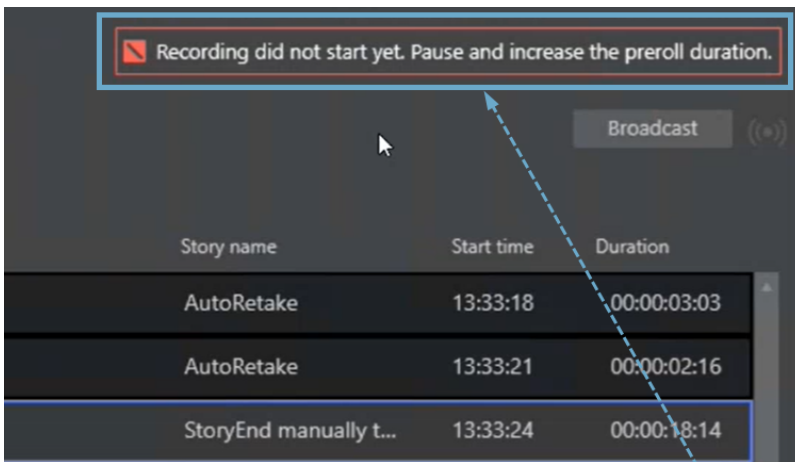 Recording did not start yet. Pause and increase the preroll duration.
Broadcast
Story name Start time Duration
AutoRetake 13:33:18 00:00:03:03
AutoRetake 13:33:21 00:00:02:16
StoryEnd manually t... 13:33:24 00:00:18:14